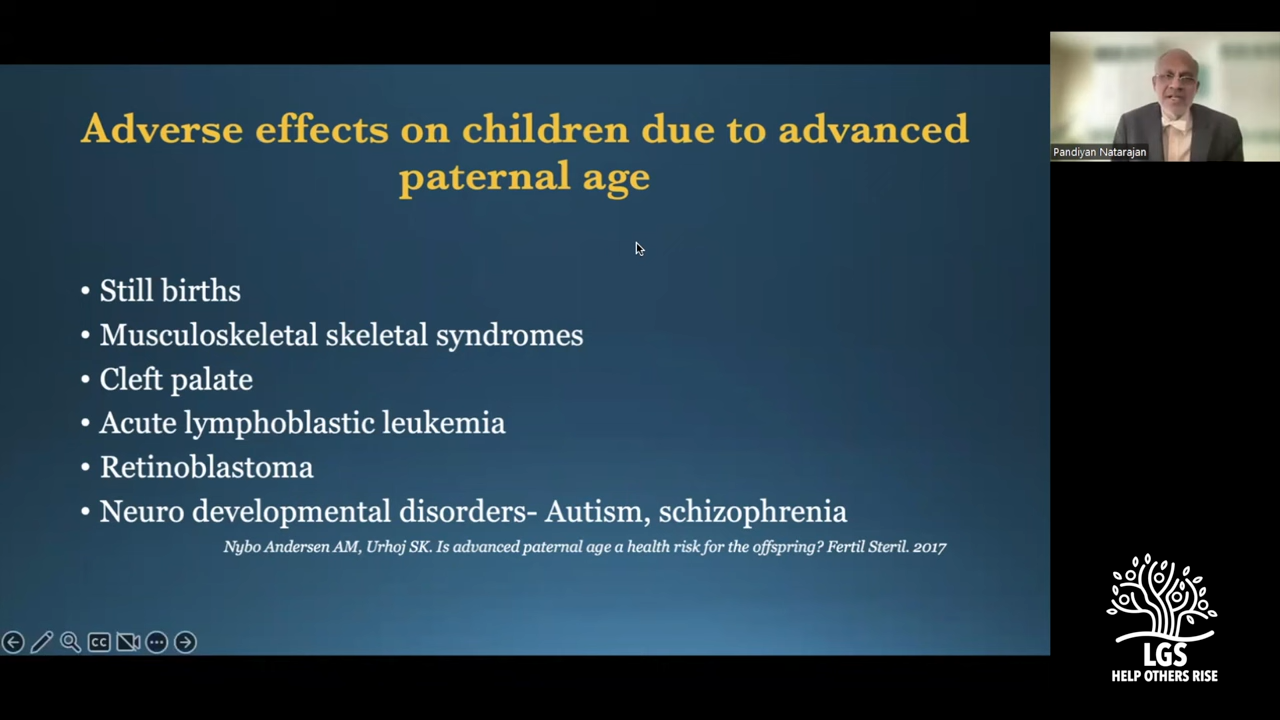 Adverse effects on children due to advanced
paternal age
• Still births
• Musculoskeletal skeletal syndromes
• Cleft palate
• Acute lymphoblastic leukemia
• Retinoblastoma
• Neuro developmental disorders- Autism, schizophrenia
Nybo Andersen AM, Urhoj SK. Is advanced paternal age a health risk for the offspring? Fertil Steril. 2017
CC
Pandiyan Natarajan
LGS
HELP OTHERS RISE